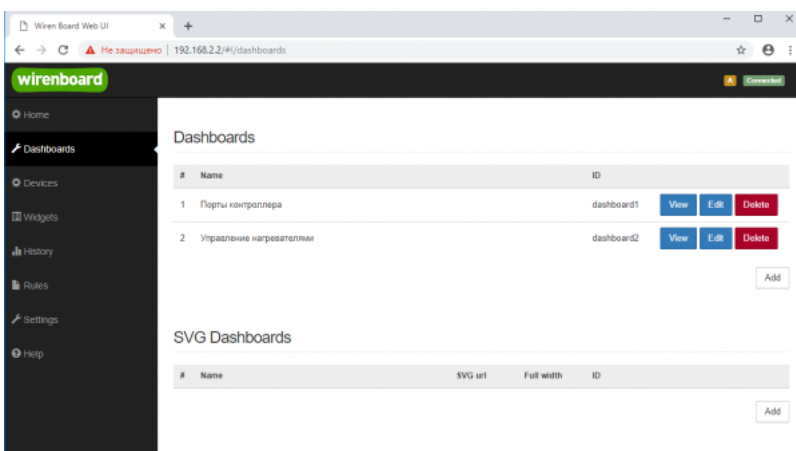 Wiren Board Web UI
Не защищено | 192.168.2.2/#!/dashboards
wirenboard
A Connected
Home
Dashboards
Devices
Widgets
History
Rules
Settings
Help
Dashboards
# Name ID
1 Порты контроллера dashboard1 View Edit Delete
2 Управление нагревателями dashboard2 View Edit Delete
Add
SVG Dashboards
# Name SVG url Full width ID
Add